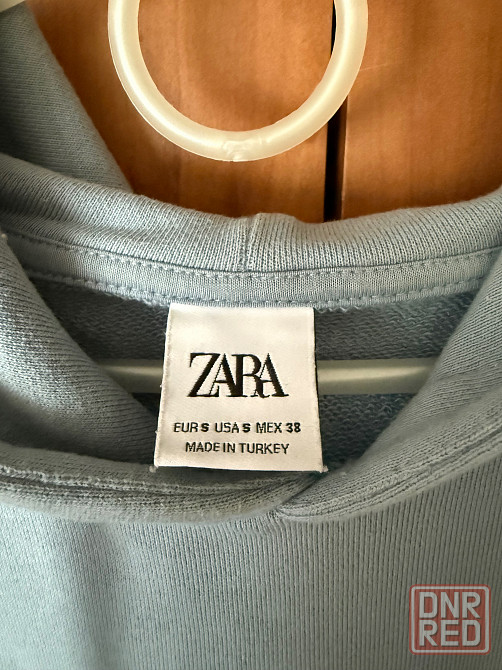 ZARA
EUR S USA S MEX 38
MADE IN TURKEY
DNR
RED